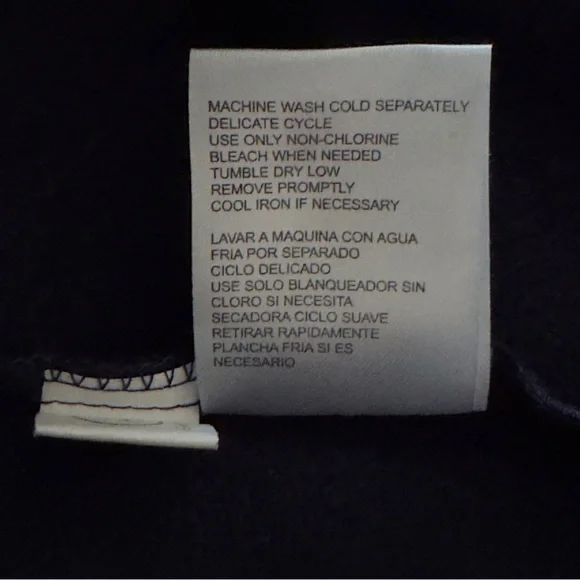 MACHINE WASH COLD SEPARATELY
DELICATE CYCLE
USE ONLY NON-CHLORINE
BLEACH WHEN NEEDED
TUMBLE DRY LOW
REMOVE PROMPTLY
COOL IRON IF NECESSARY
LAVAR A MAQUINA CON AGUA
FRIA POR SEPARADO
CICLO DELICADO
USE SOLO BLANQUEADOR SIN
CLORO SI NECESITA
SECADORA CICLO SUAVE
RETIRAR RAPIDAMENTE
PLANCHA FRIA SI ES
NECESARIO